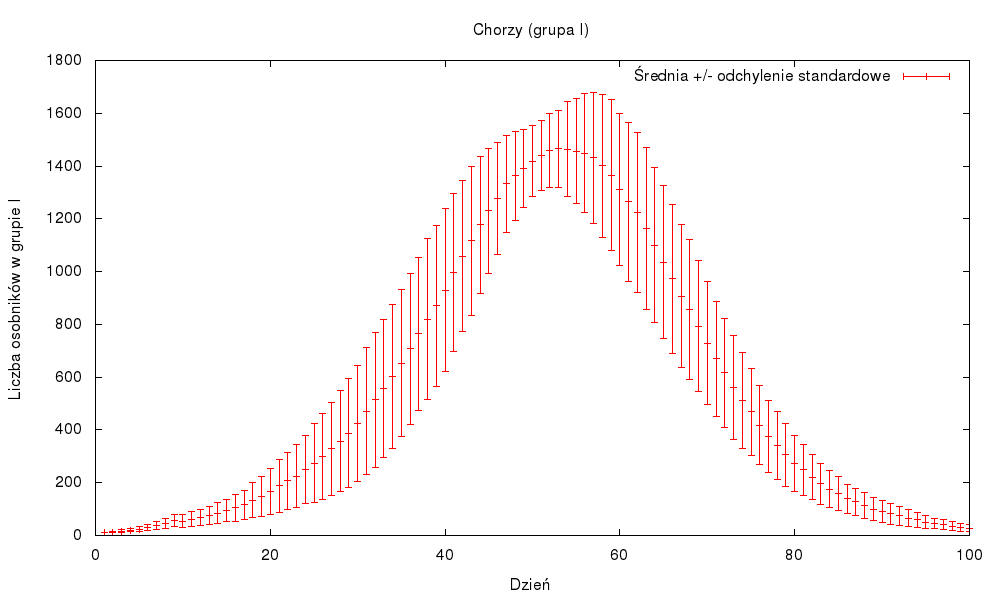 Chorzy (grupa I)
Średnia +/- odchylenie standardowe
Liczba osobników w grupie I
1800
1600
1400
1200
1000
800
600
400
200
0
0 20 40 60 80 100
Dzień